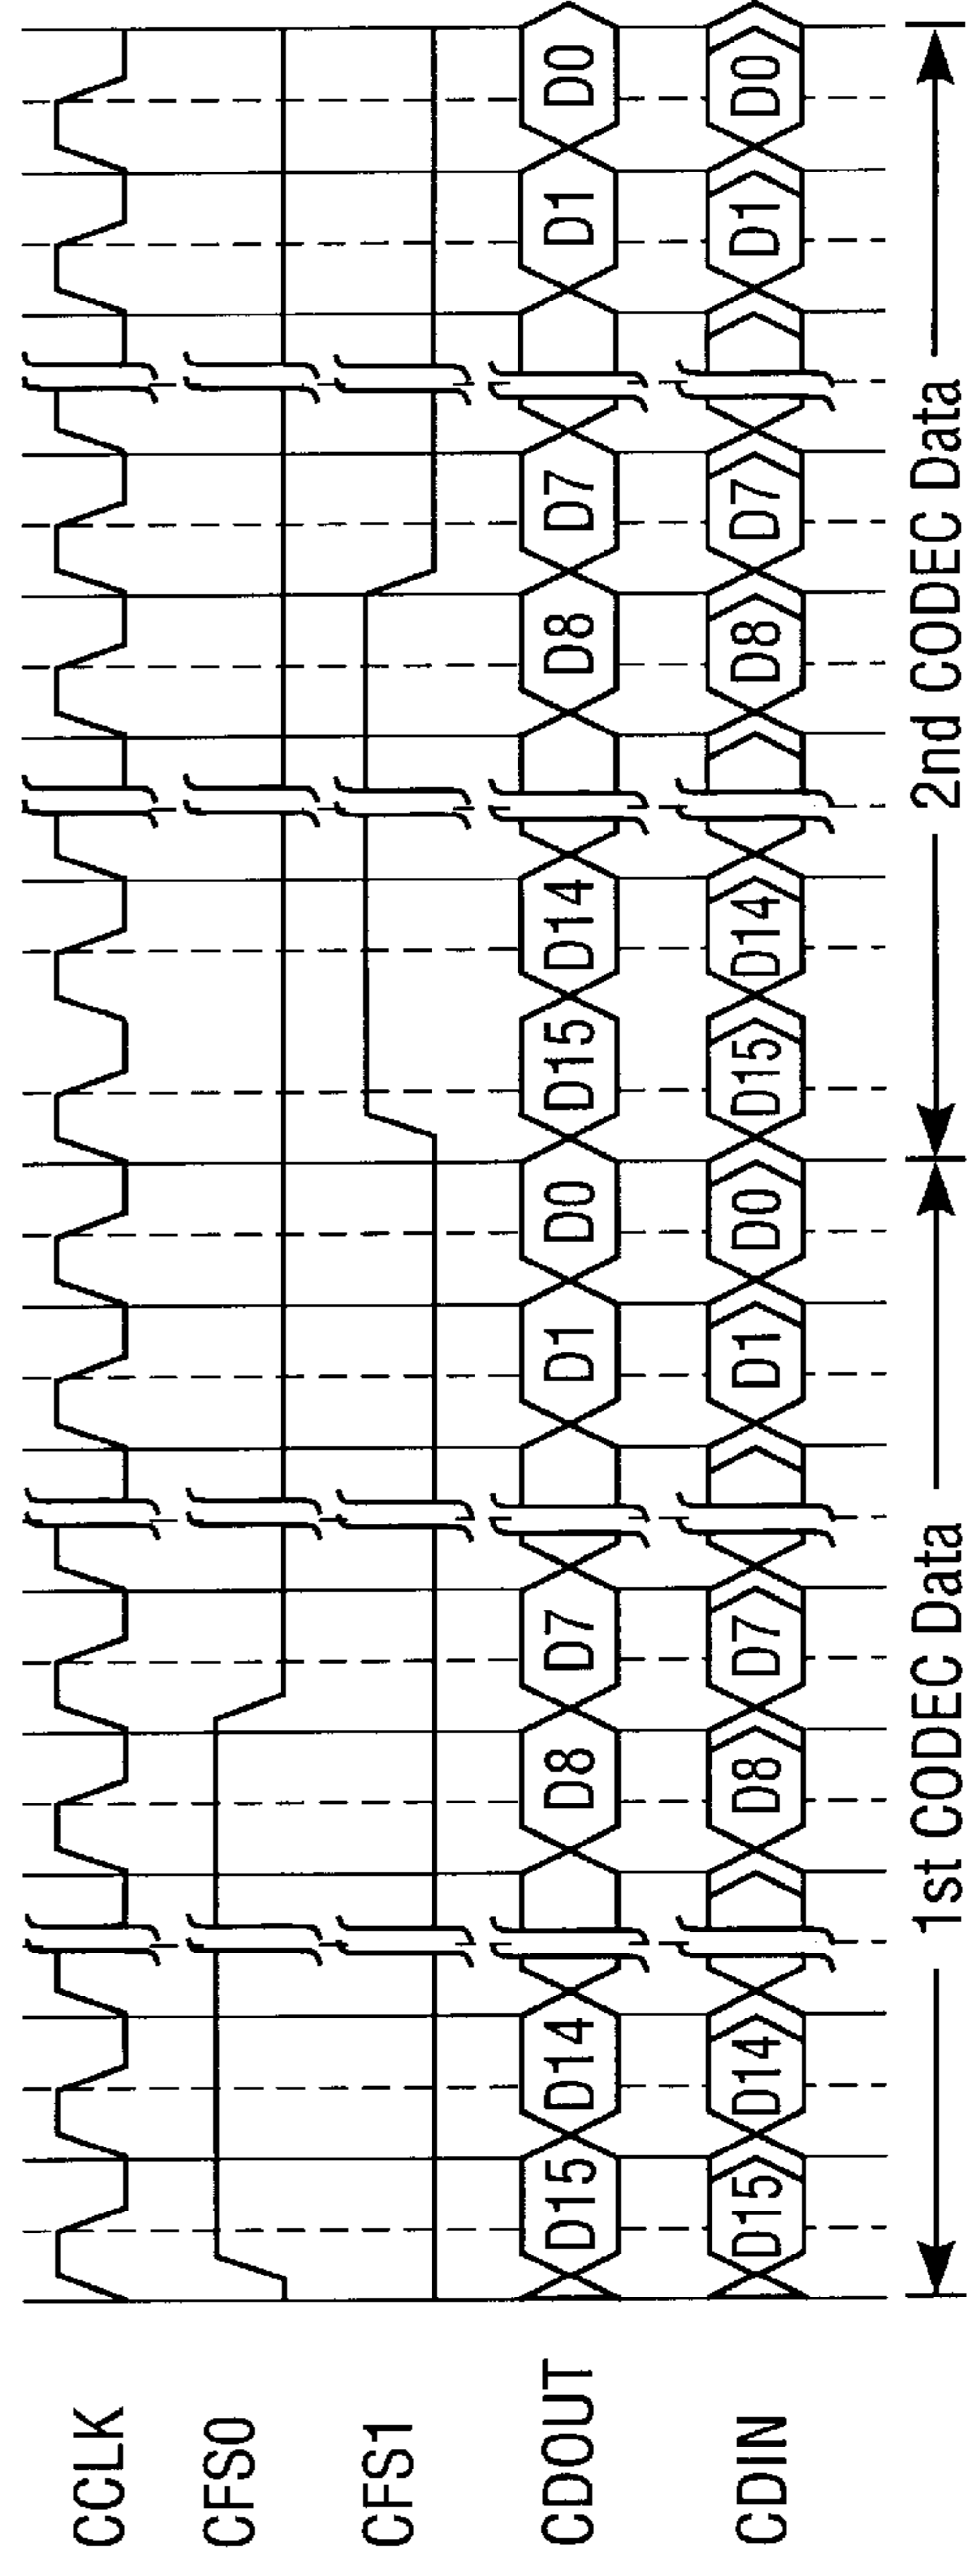 CCLK
CFS0
CFS1
CDOUT D15 D14 D8 D7 D1 D0 D15 D14 D8 D7 D1 D0
CDIN D15 D14 D8 D7 D1 D0 D15 D14 D8 D7 D1 D0
1st CODEC Data 2nd CODEC Data